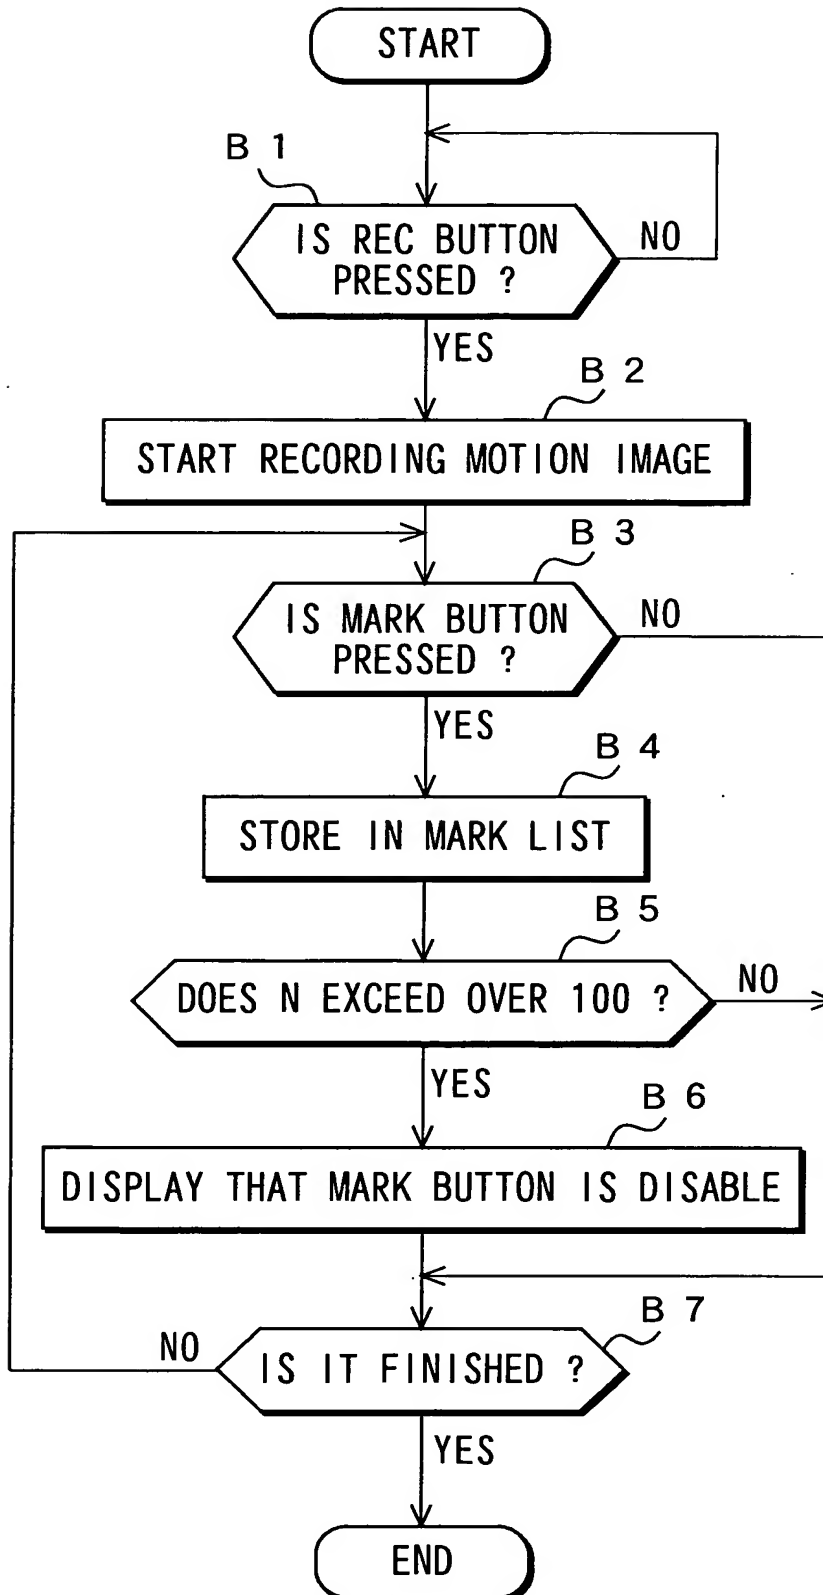 START
B 1
IS REC BUTTON
PRESSED ?
NO
YES
B 2
START RECORDING MOTION IMAGE
B 3
IS MARK BUTTON
PRESSED ?
NO
YES
B 4
STORE IN MARK LIST
B 5
DOES N EXCEED OVER 100 ?
NO
YES
B 6
DISPLAY THAT MARK BUTTON IS DISABLE
B 7
NO
IS IT FINISHED ?
YES
END